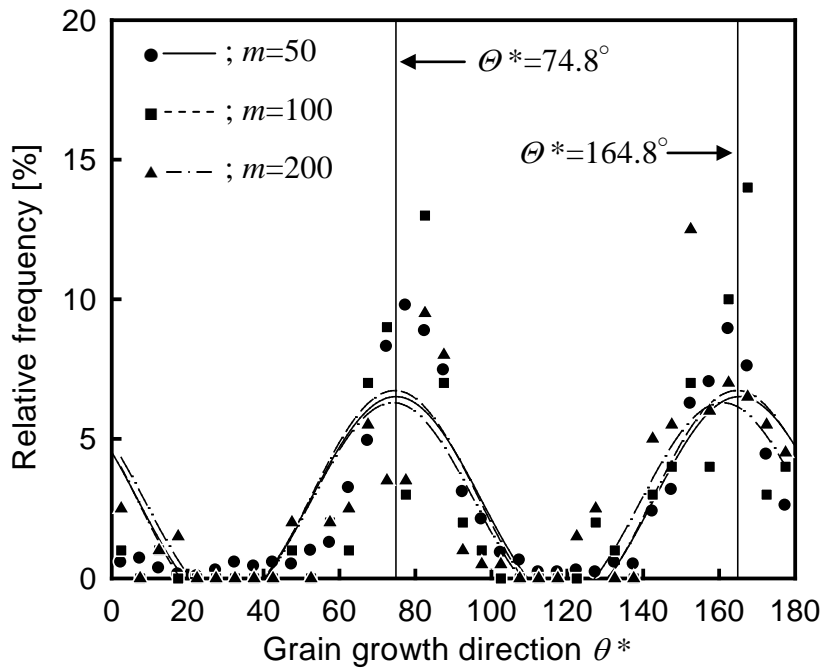 20
15
10
5
0
Relative frequency [%]
; m=50
; m=100
; m=200
Θ*=74.8°
Θ*=164.8°
0 20 40 60 80 100 120 140 160 180
Grain growth direction θ*